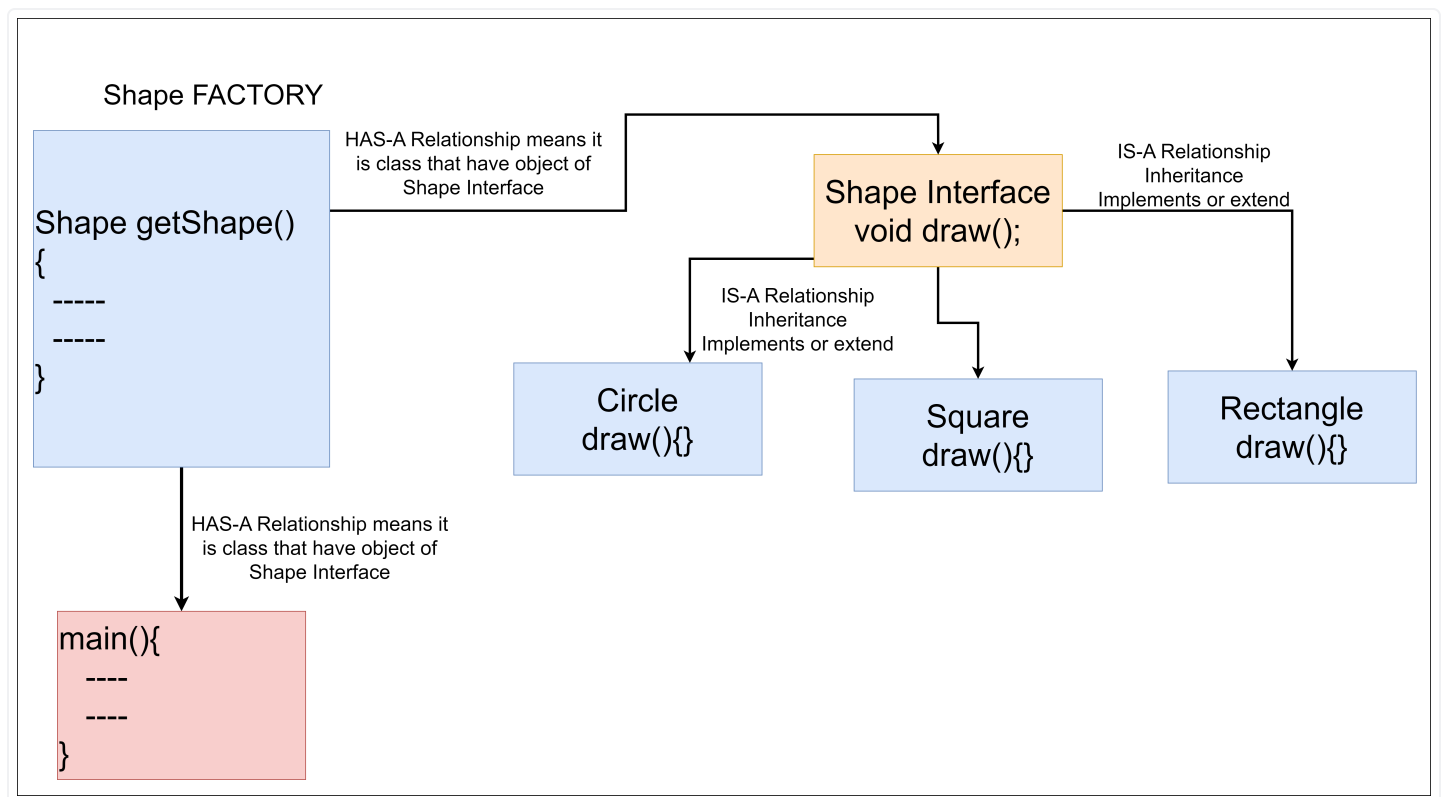 Shape FACTORY
Shape getShape()
{
-----
-----
}
HAS-A Relationship means it
is class that have object of
Shape Interface
Shape Interface
void draw();
IS-A Relationship
Inheritance
Implements or extend
IS-A Relationship
Inheritance
Implements or extend
Circle
draw(){}
Square
draw(){}
Rectangle
draw(){}
HAS-A Relationship means it
is class that have object of
Shape Interface
main(){
----
----
}